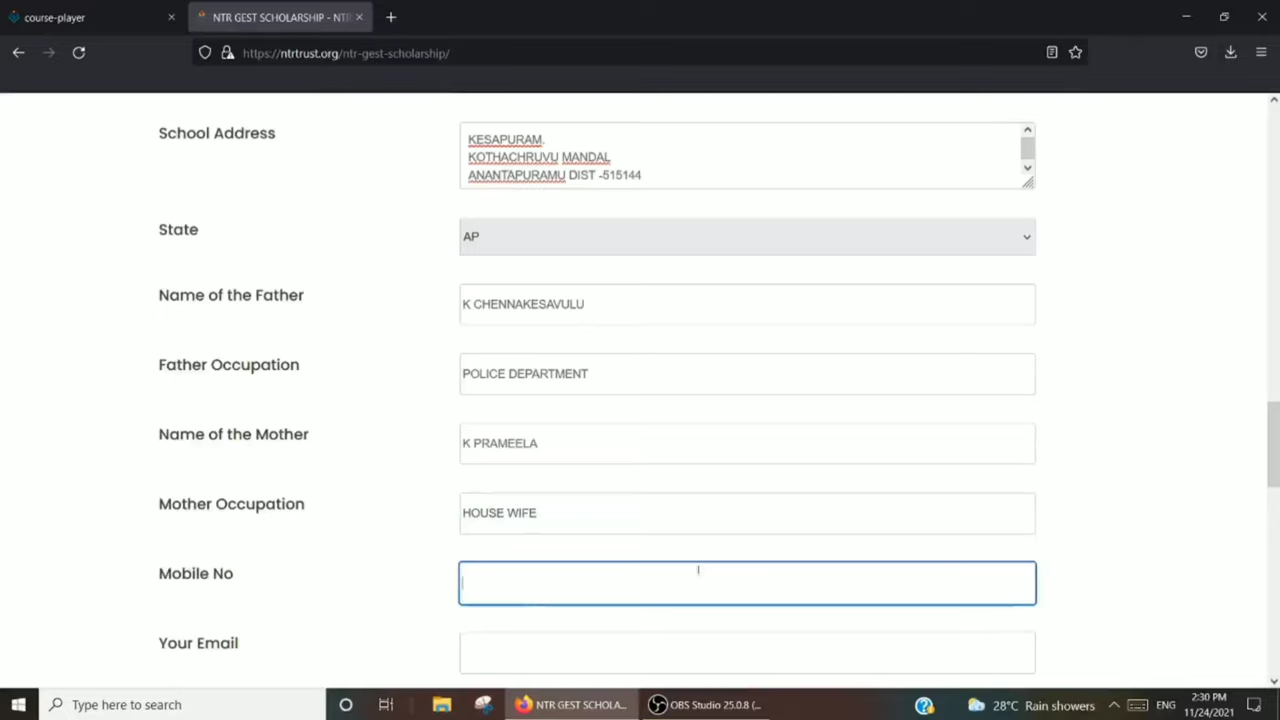 course-player
NTR GEST SCHOLARSHIP - NTR
https://ntrtrust.org/ntr-gest-scholarship/
School Address
KESAPURAM.
KOTHACHRUVU MANDAL
ANANTAPURAMU DIST -515144
State
AP
Name of the Father
K CHENNAKESAVULU
Father Occupation
POLICE DEPARTMENT
Name of the Mother
K PRAMEELA
Mother Occupation
HOUSE WIFE
Mobile No
Your Email
Type here to search
NTR GEST SCHOLA...
OBS Studio 25.0.8 (...
28°C Rain showers
ENG
2:30 PM
11/24/2021